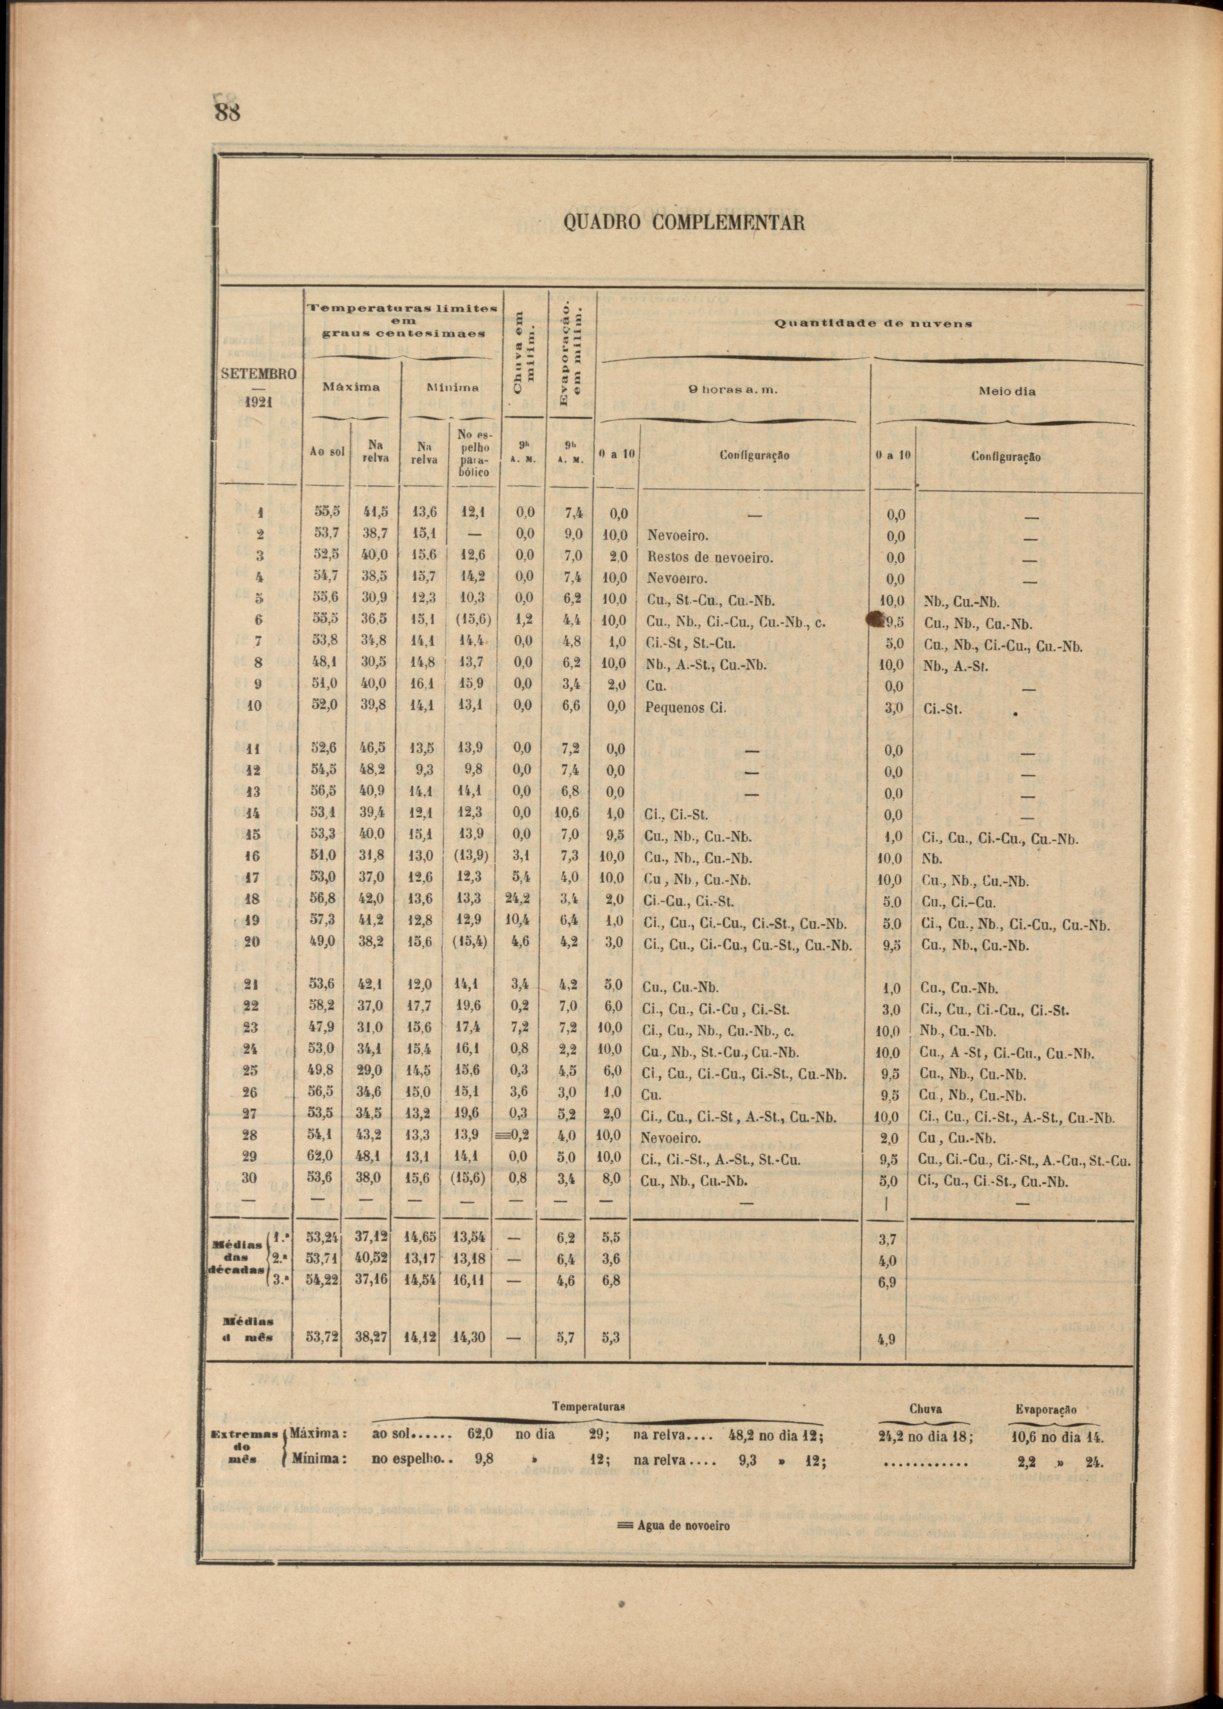 88
QUADRO COMPLEMENTAR
SETEMBRO
—
1921
Temperaturas limites
em
graus centesimaes
Chuva em
milím.
Evaporação.
em milím.
Quantidade de nuvens
Máxima
Mínima
9 horas a. m.
Meio dia
Ao sol
Na
relva
Na
relva
No es-
pelho
para-
bólico
9h
A. M.
9h
A. M.
0 a 10
Configuração
0 a 10
Configuração
1 55,5 41,5 13,6 12,1 0,0 7,4 0,0 — 0,0 —
2 53,7 38,7 15,1 — 0,0 9,0 10,0 Nevoeiro. 0,0 —
3 52,5 40,0 15,6 12,6 0,0 7,0 2,0 Restos de nevoeiro. 0,0 —
4 54,7 38,5 15,7 14,2 0,0 7,4 10,0 Nevoeiro. 0,0 —
5 55,6 30,9 12,3 10,3 0,0 6,2 10,0 Cu., St.-Cu., Cu.-Nb. 10,0 Nb., Cu.-Nb.
6 55,5 36,5 15,1 (15,6) 1,2 4,4 10,0 Cu., Nb., Ci.-Cu., Cu.-Nb., c. 9,5 Cu., Nb., Cu.-Nb.
7 53,8 34,8 14,1 14,4 0,0 4,8 1,0 Ci.-St, St.-Cu. 5,0 Cu., Nb., Ci.-Cu., Cu.-Nb.
8 48,1 30,5 14,8 13,7 0,0 6,2 10,0 Nb., A.-St., Cu.-Nb. 10,0 Nb., A.-St.
9 51,0 40,0 16,1 15,9 0,0 3,4 2,0 Cu. 0,0 —
10 52,0 39,8 14,1 13,1 0,0 6,6 0,0 Pequenos Ci. 3,0 Ci.-St.
11 52,6 46,5 13,5 13,9 0,0 7,2 0,0 — 0,0 —
12 54,5 48,2 9,3 9,8 0,0 7,4 0,0 — 0,0 —
13 56,5 40,9 14,1 14,1 0,0 6,8 0,0 — 0,0 —
14 53,1 39,4 12,1 12,3 0,0 10,6 1,0 Ci., Ci.-St. 0,0 —
15 53,3 40,0 15,1 13,9 0,0 7,0 9,5 Cu., Nb., Cu.-Nb. 1,0 Ci., Cu., Ci.-Cu., Cu.-Nb.
16 51,0 31,8 13,0 (13,9) 3,1 7,3 10,0 Cu., Nb., Cu.-Nb. 10,0 Nb.
17 53,0 37,0 12,6 12,3 5,4 4,0 10,0 Cu , Nb , Cu.-Nb. 10,0 Cu., Nb., Cu.-Nb.
18 56,8 42,0 13,6 13,3 24,2 3,4 2,0 Ci.-Cu., Ci.-St. 5,0 Cu., Ci.-Cu.
19 57,3 41,2 12,8 12,9 10,4 6,4 1,0 Ci., Cu., Ci.-Cu., Ci.-St., Cu.-Nb. 5,0 Ci., Cu., Nb., Ci.-Cu., Cu.-Nb.
20 49,0 38,2 15,6 (15,4) 4,6 4,2 3,0 Ci., Cu., Ci.-Cu., Cu.-St., Cu.-Nb. 9,5 Cu., Nb., Cu.-Nb.
21 53,6 42,1 12,0 14,1 3,4 4,2 5,0 Cu., Cu.-Nb. 1,0 Cu., Cu.-Nb.
22 58,2 37,0 17,7 19,6 0,2 7,0 6,0 Ci., Cu., Ci.-Cu , Ci.-St. 3,0 Ci., Cu., Ci.-Cu., Ci.-St.
23 47,9 31,0 15,6 17,4 7,2 7,2 10,0 Ci., Cu., Nb., Cu.-Nb., c. 10,0 Nb , Cu.-Nb.
24 53,0 34,1 15,4 16,1 0,8 2,2 10,0 Cu., Nb., St.-Cu., Cu.-Nb. 10,0 Cu., A -St , Ci.-Cu., Cu.-Nb.
25 49,8 29,0 14,5 15,6 0,3 4,5 6,0 Ci., Cu., Ci.-Cu., Ci.-St., Cu.-Nb. 9,5 Cu., Nb., Cu.-Nb.
26 56,5 34,6 15,0 15,1 3,6 3,0 1,0 Cu. 9,5 Cu , Nb., Cu.-Nb.
27 53,5 34,5 13,2 19,6 0,3 5,2 2,0 Ci., Cu., Ci.-St , A.-St., Cu.-Nb. 10,0 Ci., Cu., Ci.-St., A.-St., Cu.-Nb.
28 54,1 43,2 13,3 13,9 ≡0,2 4,0 10,0 Nevoeiro. 2,0 Cu , Cu.-Nb.
29 62,0 48,1 13,1 14,1 0,0 5,0 10,0 Ci., Ci.-St., A.-St., St.-Cu. 9,5 Cu., Ci.-Cu., Ci.-St., A.-Cu., St.-Cu.
30 53,6 38,0 15,6 (15,6) 0,8 3,4 8,0 Cu., Nb., Cu.-Nb. 5,0 Ci., Cu., Ci.-St., Cu.-Nb.
— — — — — — — — — | —
Médias das décadas
1.ª 53,24 37,12 14,65 13,54 — 6,2 5,5 3,7
2.ª 53,71 40,52 13,17 13,18 — 6,4 3,6 4,0
3.ª 54,22 37,16 14,54 16,11 — 4,6 6,8 6,9
Médias
d mês 53,72 38,27 14,12 14,30 — 5,7 5,3 4,9
Temperaturas Chuva Evaporação
Extremas do mês
Máxima: ao sol...... 62,0 no dia 29; na relva.... 48,2 no dia 12; 24,2 no dia 18; 10,6 no dia 14.
Mínima: no espelho.. 9,8 » 12; na relva.... 9,3 » 12; ............ 2,2 » 24.
≡ Agua de novoeiro